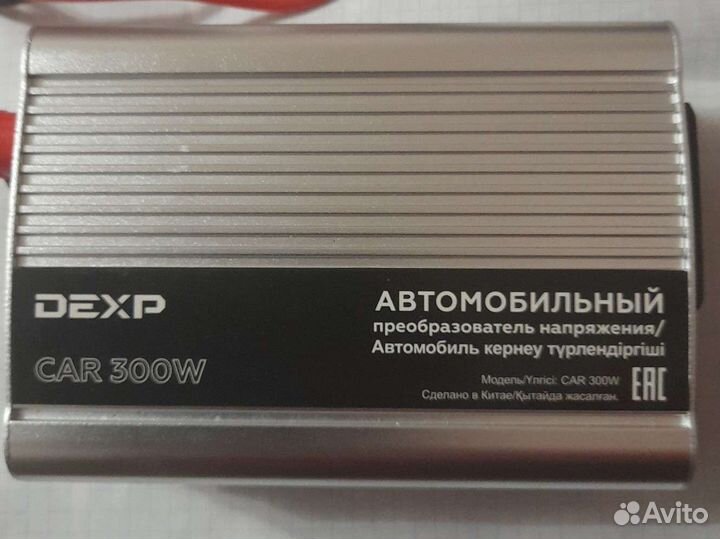 DEXP
CAR 300W
АВТОМОБИЛЬНЫЙ
преобразователь напряжения/
Автомобиль кернеу түрлендіргіші
Модель/Үлгісі: CAR 300W
Сделано в Китае/Қытайда жасалған.
EAC
Avito